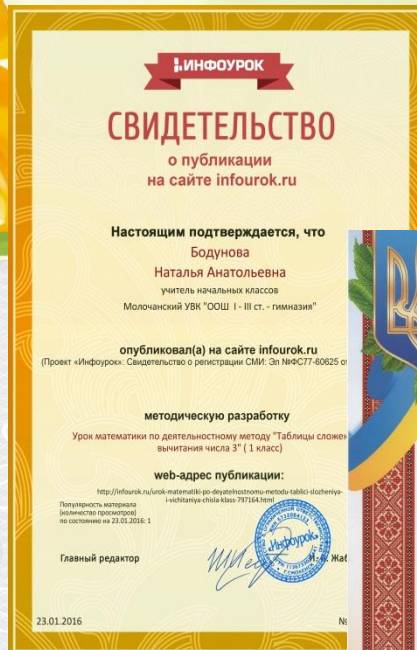 ИНФОУРОК
СВИДЕТЕЛЬСТВО
о публикации
на сайте infourok.ru
Настоящим подтверждается, что
Бодунова
Наталья Анатольевна
учитель начальных классов
Молочанский УВК "ООШ I - III ст. - гимназия"
опубликовал(а) на сайте infourok.ru
(Проект «Инфоурок»: Свидетельство о регистрации СМИ: Эл №ФС77-60625 от
методическую разработку
Урок математики по деятельностному методу "Таблицы сложен
вычитания числа 3" ( 1 класс)
web-адрес публикации:
http://infourok.ru/urok-matematiki-po-deyatelnostnomu-metodu-tablici-slozheniya-
i-vichitaniya-chisla-klass-797164.html
Популярность материала
(количество просмотров)
по состоянию на 23.01.2016: 1
Главный редактор
«Инфоурок»
Жаб
23.01.2016
№